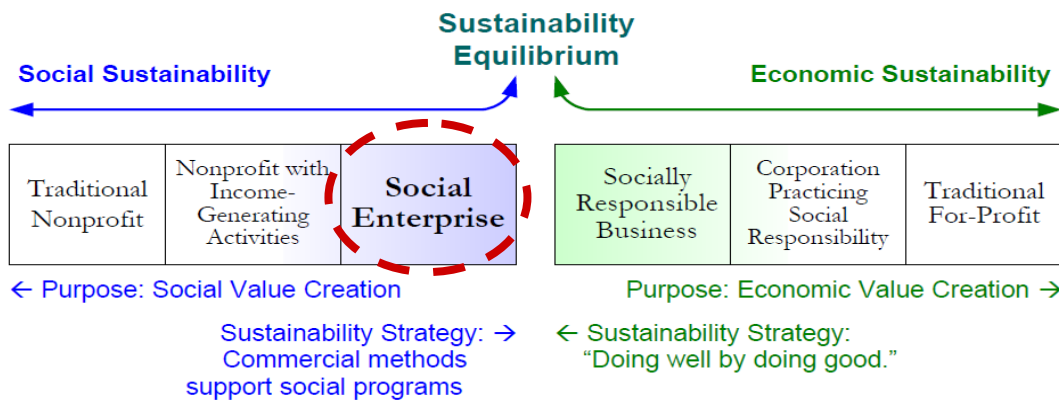 Sustainability
Equilibrium
Social Sustainability
Economic Sustainability
Traditional
Nonprofit
Nonprofit with
Income-
Generating
Activities
Social
Enterprise
Socially
Responsible
Business
Corporation
Practicing
Social
Responsibility
Traditional
For-Profit
← Purpose: Social Value Creation
Purpose: Economic Value Creation →
Sustainability Strategy: →
Commercial methods
support social programs
← Sustainability Strategy:
“Doing well by doing good.”